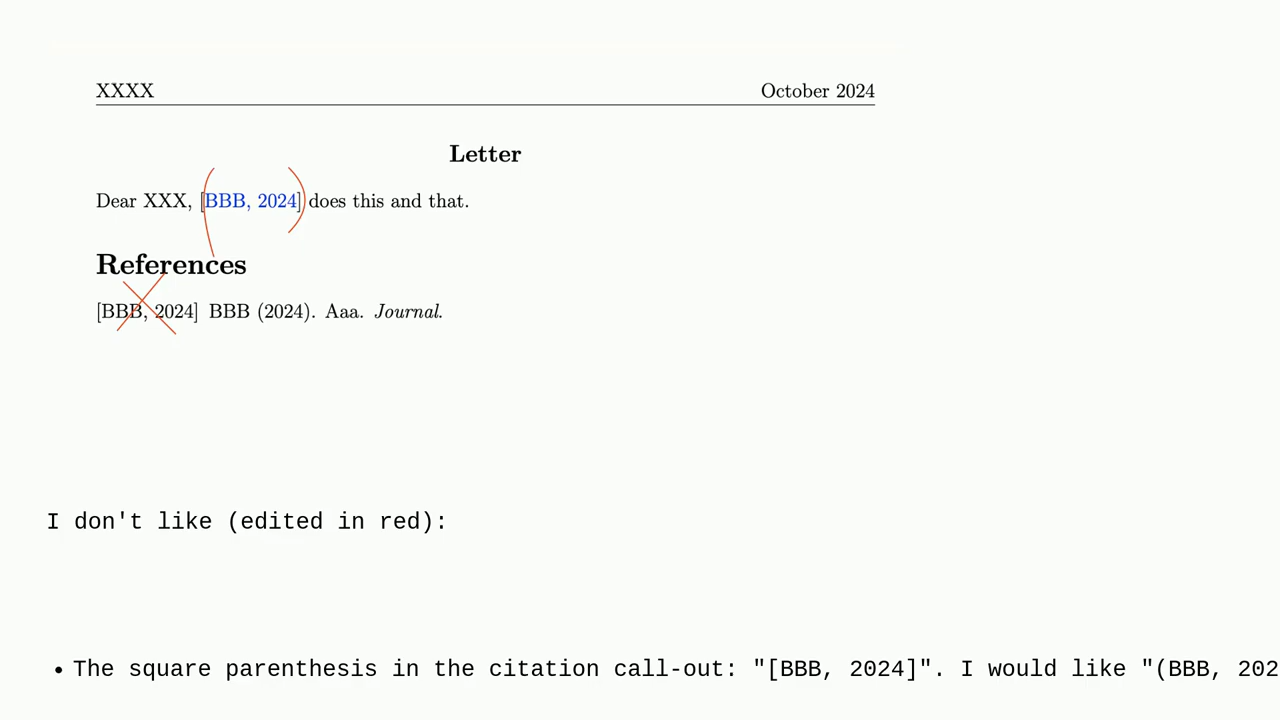 XXXX October 2024
Letter
Dear XXX, [BBB, 2024] does this and that.
References
[BBB, 2024] BBB (2024). Aaa. Journal.
I don't like (edited in red):
• The square parenthesis in the citation call-out: "[BBB, 2024]". I would like "(BBB, 202